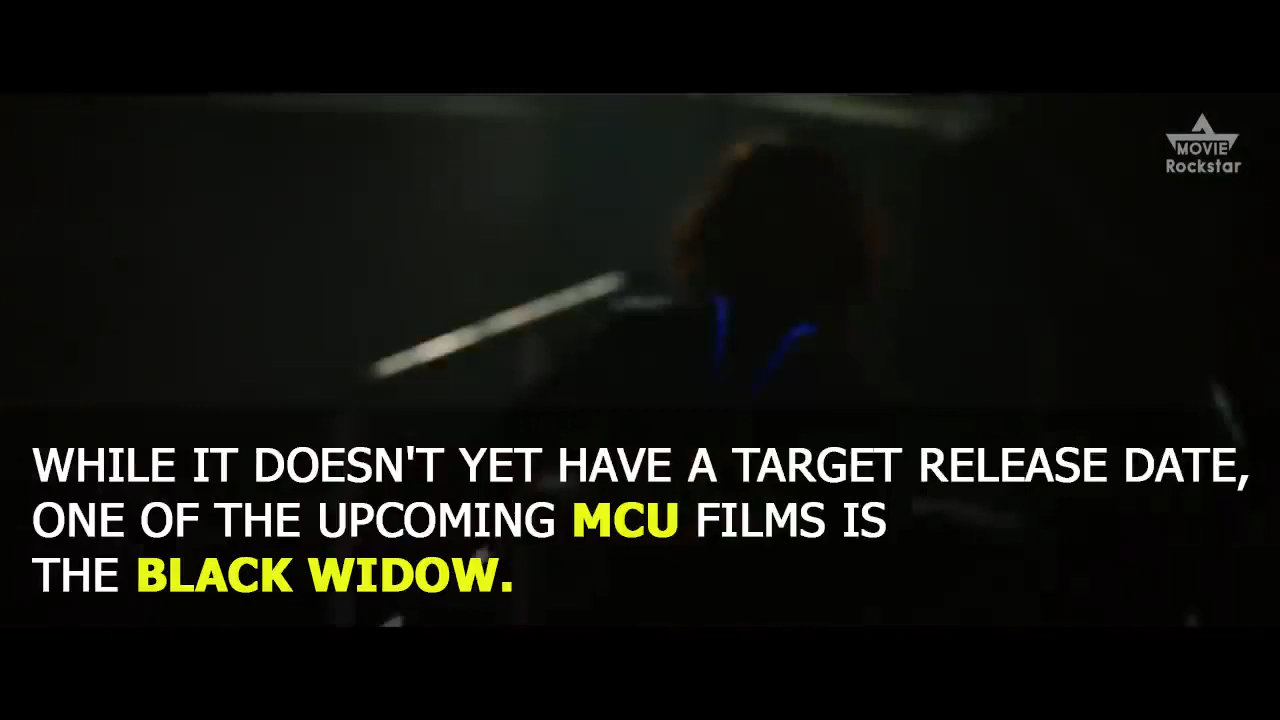 MOVIE
Rockstar
WHILE IT DOESN'T YET HAVE A TARGET RELEASE DATE,
ONE OF THE UPCOMING MCU FILMS IS
THE BLACK WIDOW.